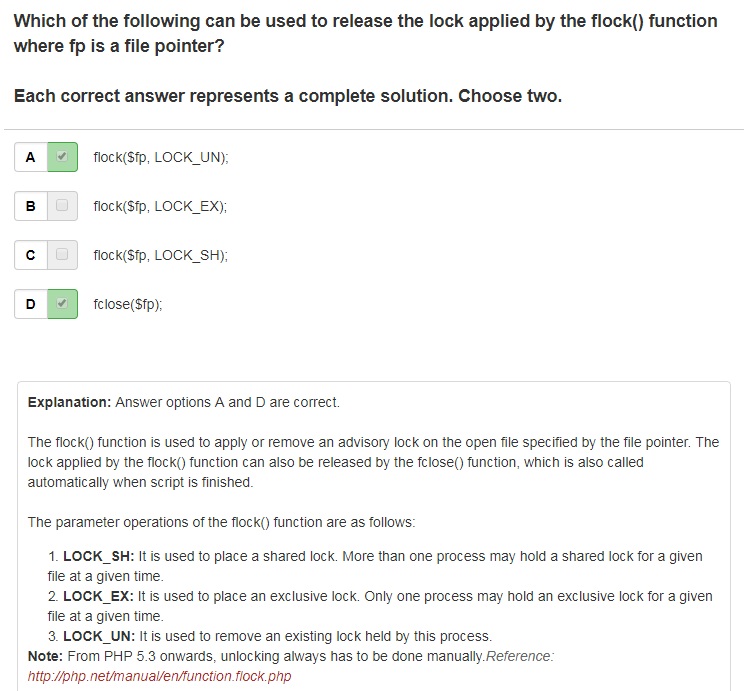 Which of the following can be used to release the lock applied by the flock() function
where fp is a file pointer?
Each correct answer represents a complete solution. Choose two.
A flock($fp, LOCK_UN);
B flock($fp, LOCK_EX);
C flock($fp, LOCK_SH);
D fclose($fp);
Explanation: Answer options A and D are correct.
The flock() function is used to apply or remove an advisory lock on the open file specified by the file pointer. The
lock applied by the flock() function can also be released by the fclose() function, which is also called
automatically when script is finished.
The parameter operations of the flock() function are as follows:
1. LOCK_SH: It is used to place a shared lock. More than one process may hold a shared lock for a given
file at a given time.
2. LOCK_EX: It is used to place an exclusive lock. Only one process may hold an exclusive lock for a given
file at a given time.
3. LOCK_UN: It is used to remove an existing lock held by this process.
Note: From PHP 5.3 onwards, unlocking always has to be done manually.Reference:
http://php.net/manual/en/function.flock.php